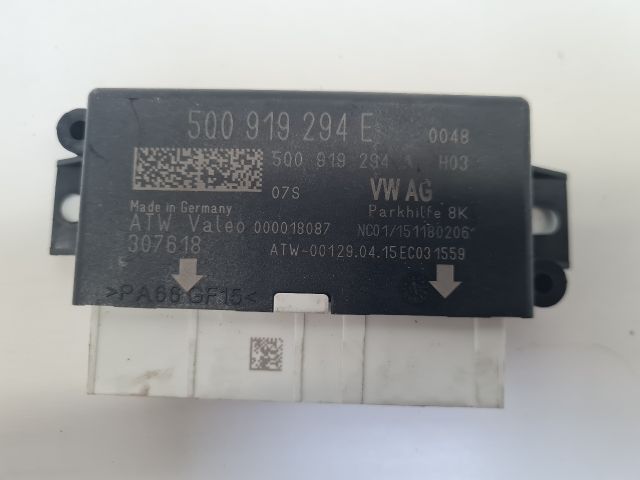 5Q0 919 294 E 0048
5Q0 919 294 H03
07S VW AG
Made in Germany Parkhilfe 8K
ATW Valeo 000018087 NC01/151180206
307618 ATW-00129.04.15EC031559
>PA66 GF15<